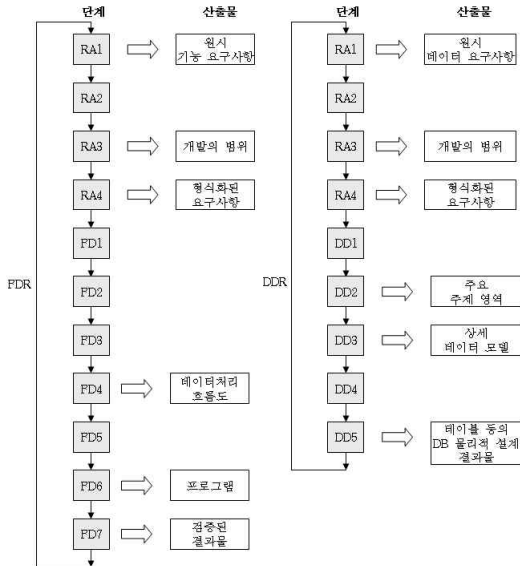 단계
산출물
RA1
원시
기능 요구사항
RA2
RA3
개발의 범위
RA4
형식화된
요구사항
FD1
FDR
FD2
FD3
FD4
데이터처리
흐름도
FD5
FD6
프로그램
FD7
검증된
결과물
단계
산출물
RA1
원시
데이터 요구사항
RA2
RA3
개발의 범위
RA4
형식화된
요구사항
DD1
DDR
DD2
주요
주제 영역
DD3
상세
데이터 모델
DD4
DD5
테이블 등의
DB 물리적 설계
결과물